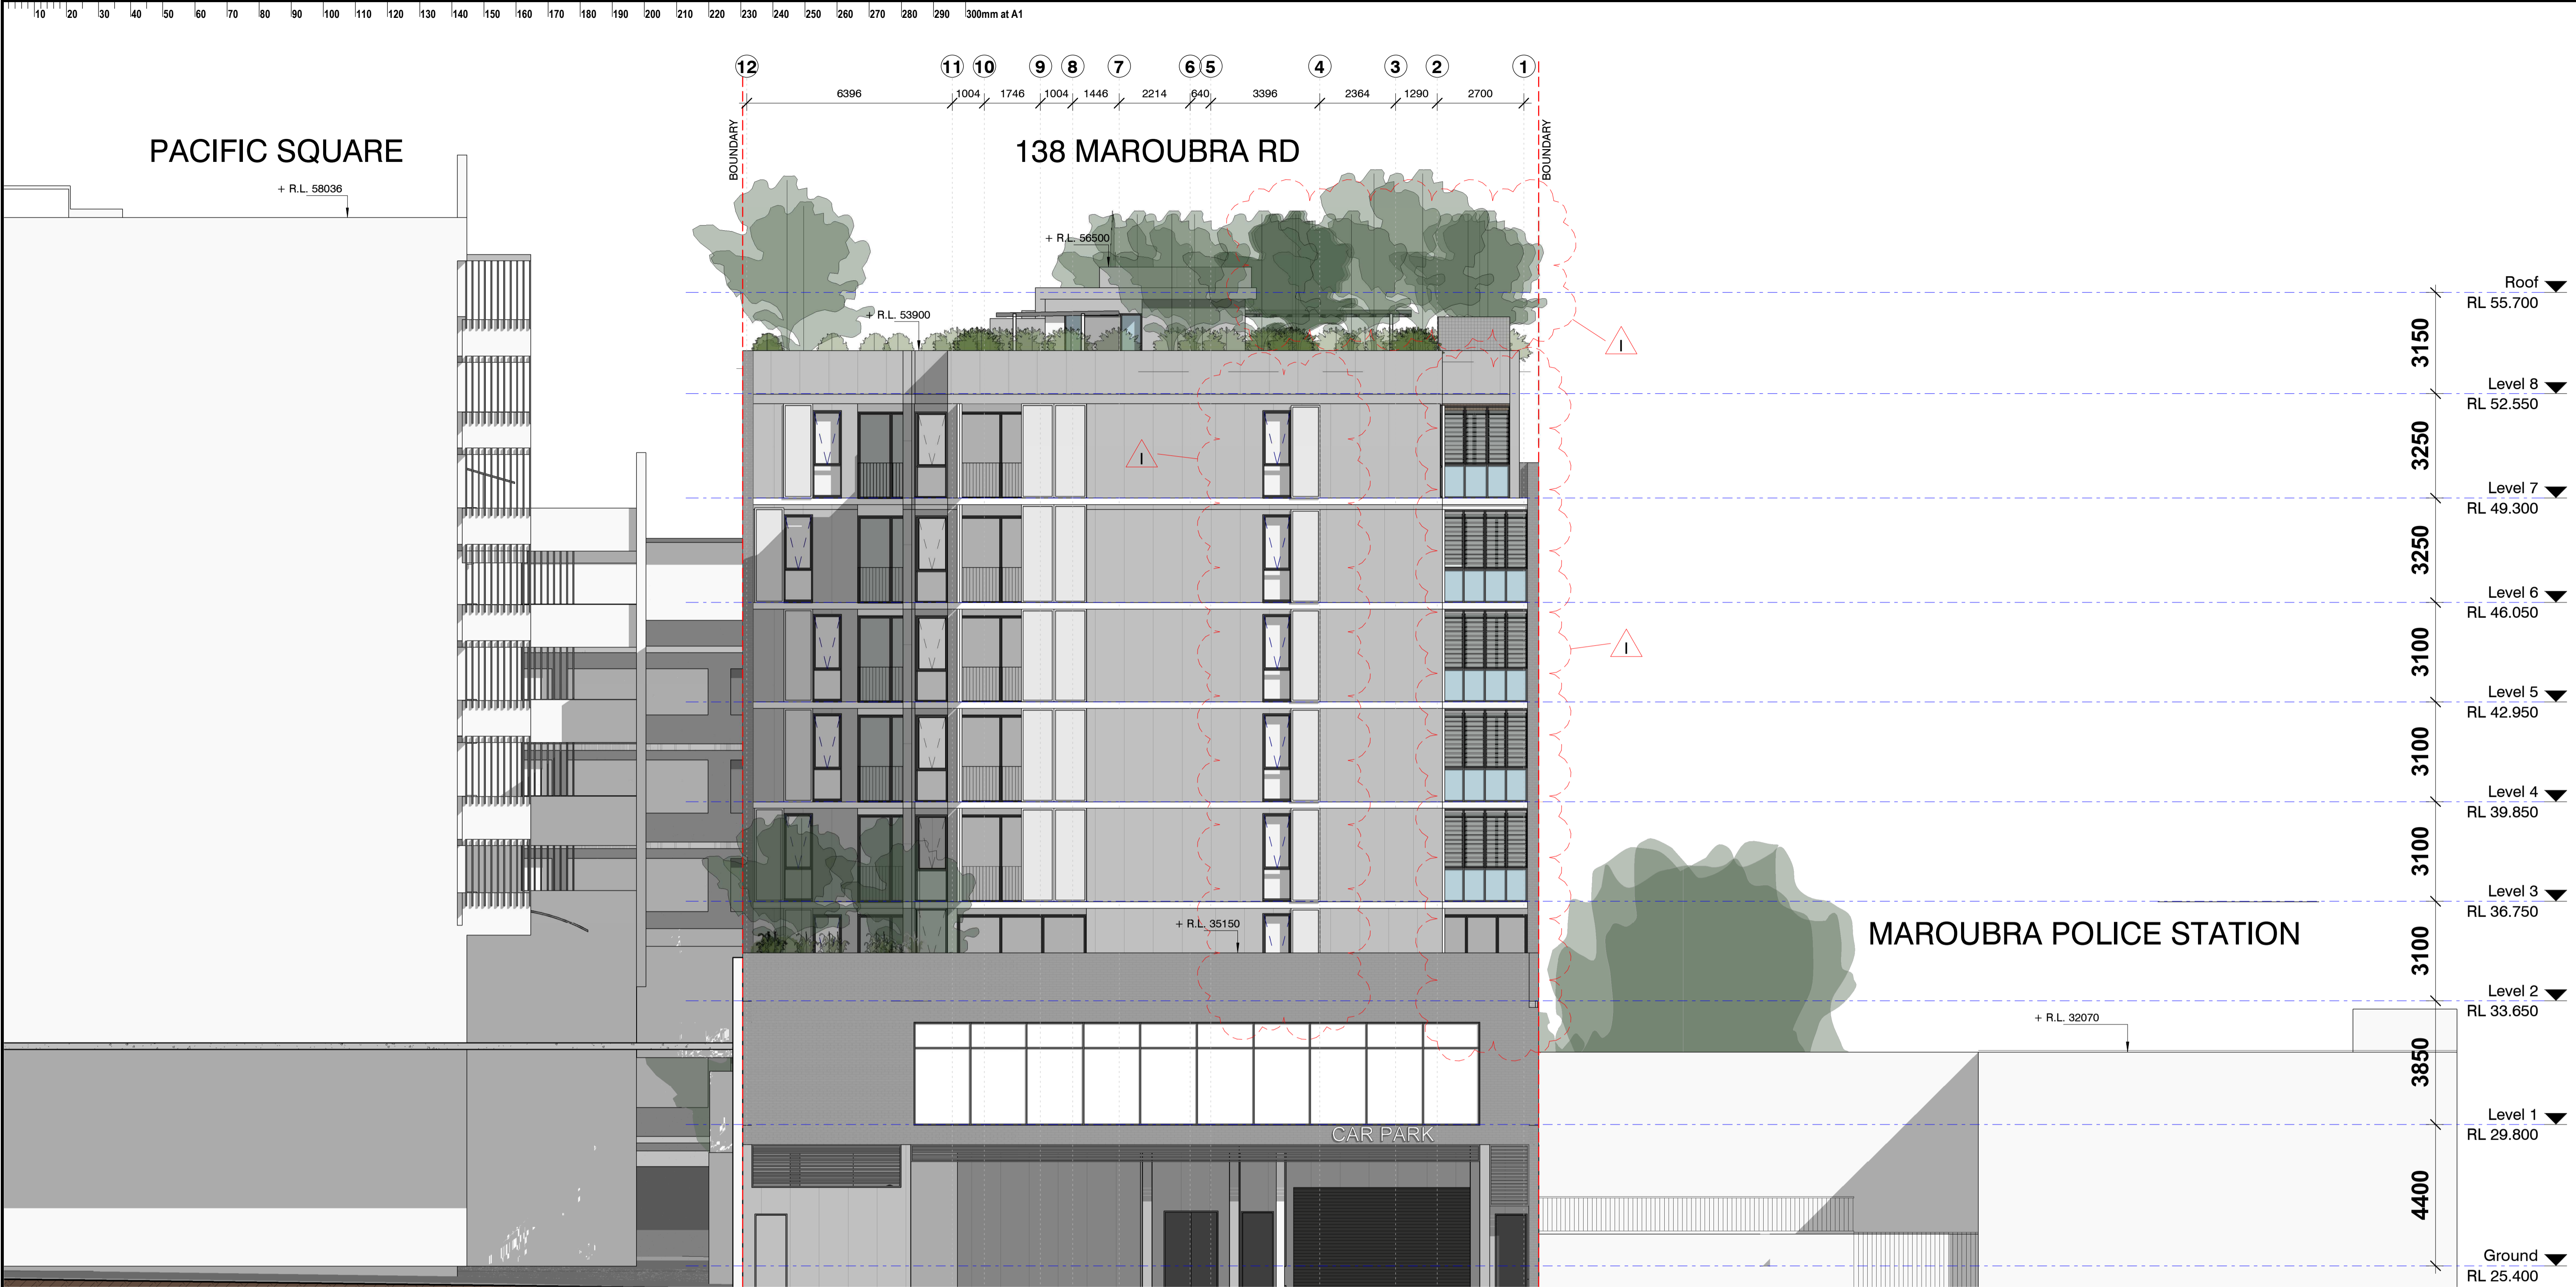 10 20 30 40 50 60 70 80 90 100 110 120 130 140 150 160 170 180 190 200 210 220 230 240 250 260 270 280 290 300mm at A1
12 11 10 9 8 7 6 5 4 3 2 1
6396 1004 1746 1004 1446 2214 640 3396 2364 1290 2700
BOUNDARY
BOUNDARY
PACIFIC SQUARE
138 MAROUBRA RD
+ R.L. 58036
+ R.L. 56500
+ R.L. 53900
Roof
RL 55.700
3150
I
Level 8
RL 52.550
3250
I
Level 7
RL 49.300
3250
Level 6
RL 46.050
3100
I
Level 5
RL 42.950
3100
Level 4
RL 39.850
3100
Level 3
RL 36.750
+ R.L. 35150
MAROUBRA POLICE STATION
3100
Level 2
RL 33.650
+ R.L. 32070
3850
Level 1
RL 29.800
CAR PARK
4400
Ground
RL 25.400